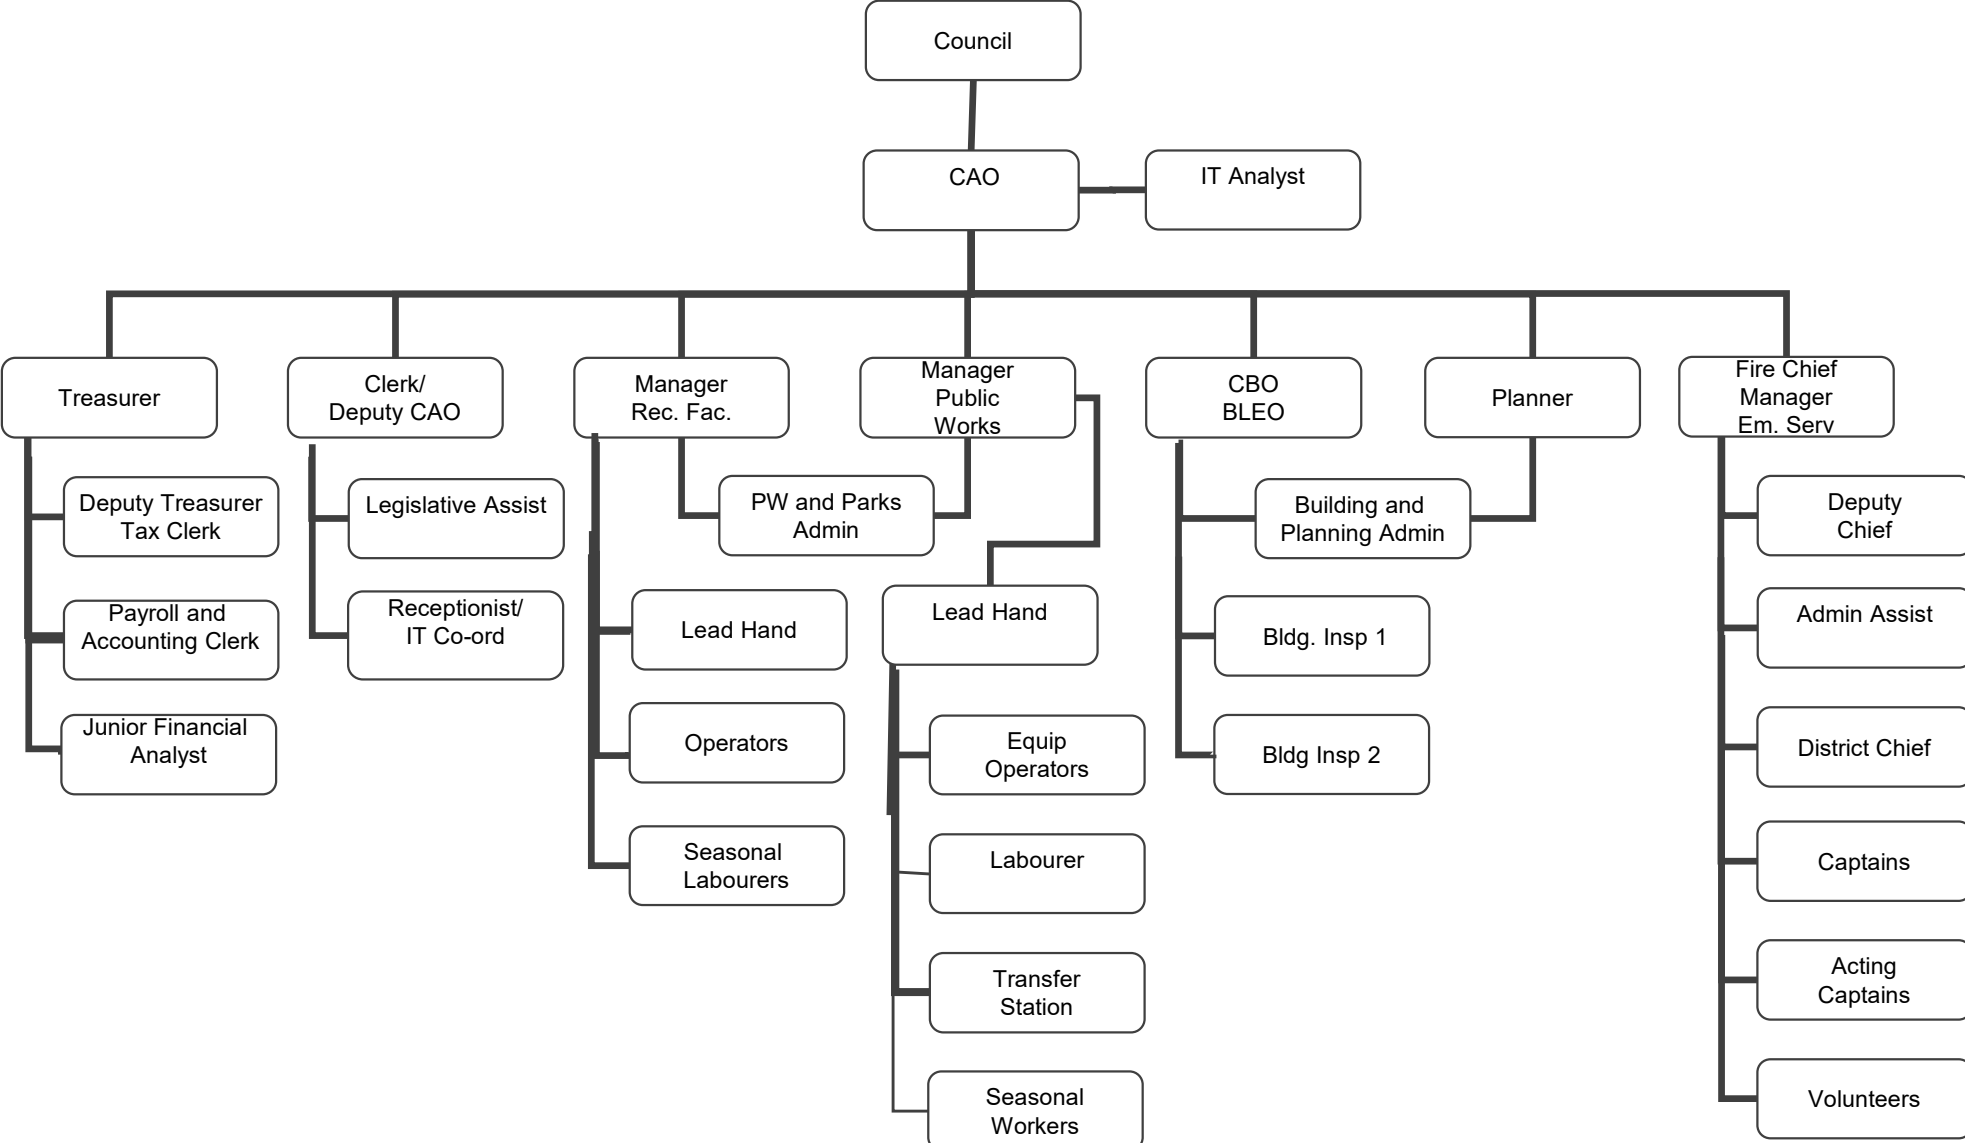 Council
CAO
IT Analyst
Treasurer
Clerk/
Deputy CAO
Manager
Rec. Fac.
Manager
Public
Works
CBO
BLEO
Planner
Fire Chief
Manager
Em. Serv
Deputy Treasurer
Tax Clerk
Payroll and
Accounting Clerk
Junior Financial
Analyst
Legislative Assist
Receptionist/
IT Co-ord
PW and Parks
Admin
Lead Hand
Operators
Seasonal
Labourers
Lead Hand
Equip
Operators
Labourer
Transfer
Station
Seasonal
Workers
Building and
Planning Admin
Bldg. Insp 1
Bldg Insp 2
Deputy
Chief
Admin Assist
District Chief
Captains
Acting
Captains
Volunteers